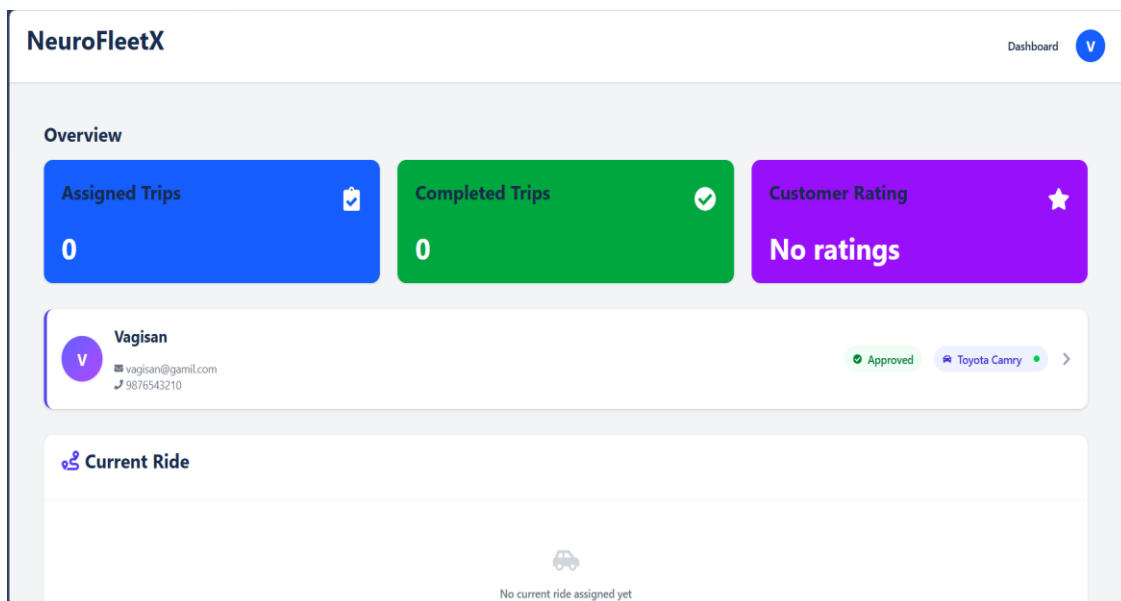 NeuroFleetX
Dashboard
V
Overview
Assigned Trips
Completed Trips
Customer Rating
0
0
No ratings
V
Vagisan
vagisan@gamil.com
9876543210
Approved
Toyota Camry
Current Ride
No current ride assigned yet